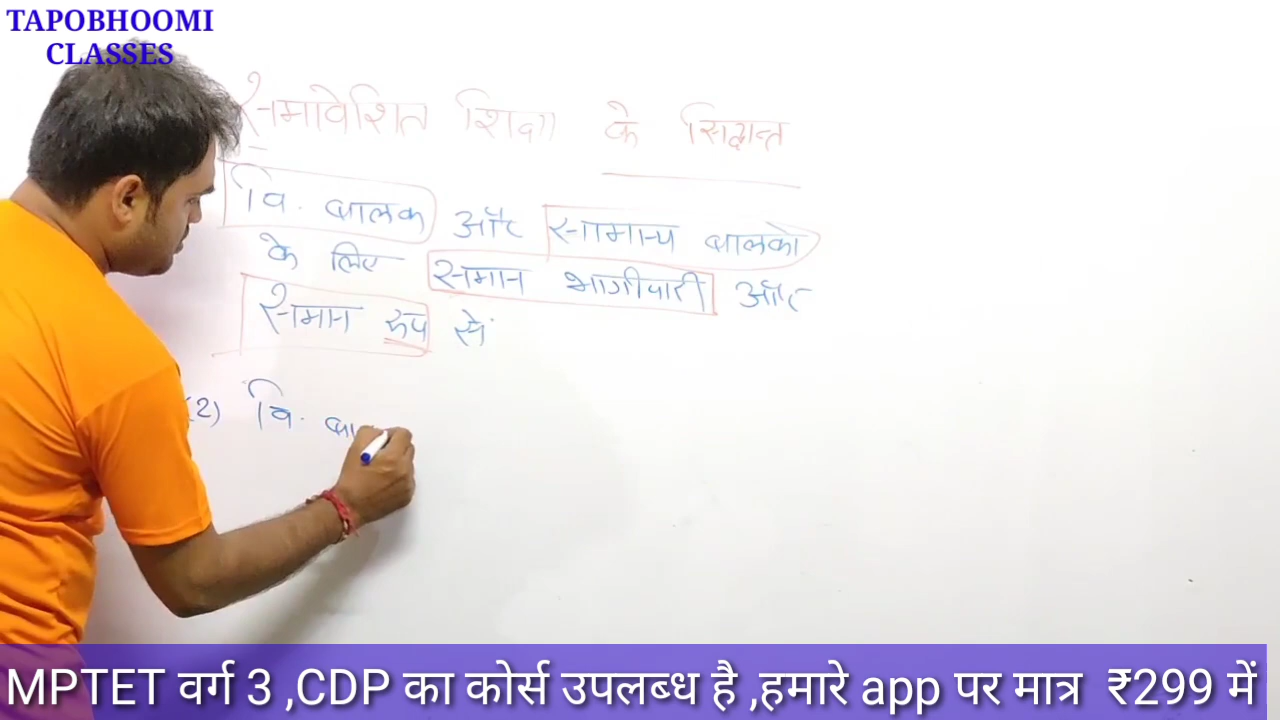 TAPOBHOOMI
CLASSES
समावेशित शिक्षा के सिद्धान्त
वि. बालक और सामान्य बालको
के लिए समान भागीदारी और
समान रूप से
(2) वि. बा
MPTET वर्ग 3 ,CDP का कोर्स उपलब्ध है ,हमारे app पर मात्र ₹299 में